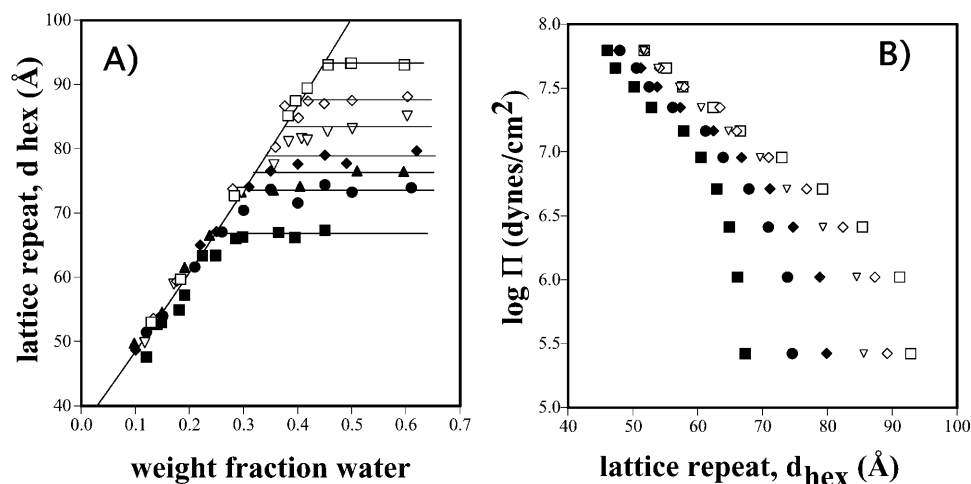 A)
lattice repeat, d hex (Å)
100
90
80
70
60
50
40
0.0 0.1 0.2 0.3 0.4 0.5 0.6 0.7
weight fraction water
B)
log Π (dynes/cm²)
8.0
7.5
7.0
6.5
6.0
5.5
5.0
40 50 60 70 80 90 100
lattice repeat, dhex (Å)